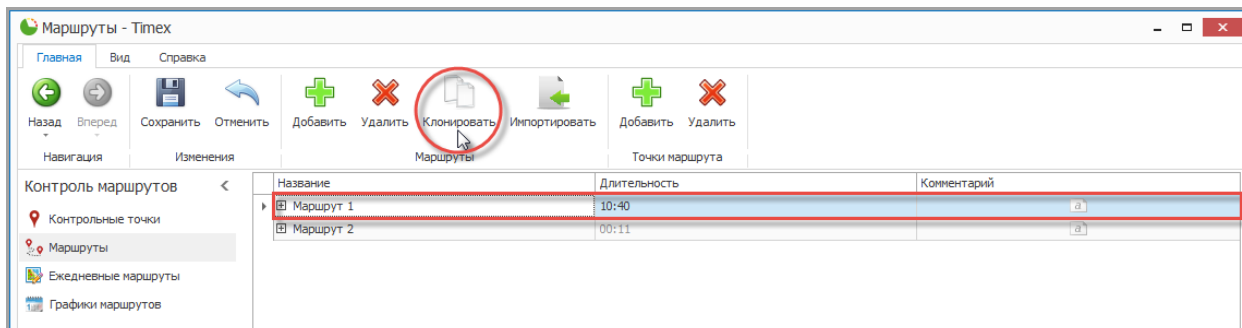 Маршруты - Timex
Главная Вид Справка
Назад Вперед Сохранить Отменить Добавить Удалить Клонировать Импортировать Добавить Удалить
Навигация Изменения Маршруты Точки маршрута
Контроль маршрутов <
Название Длительность Комментарий
Маршрут 1 10:40 a
Маршрут 2 00:11 a
Контрольные точки
Маршруты
Ежедневные маршруты
Графики маршрутов